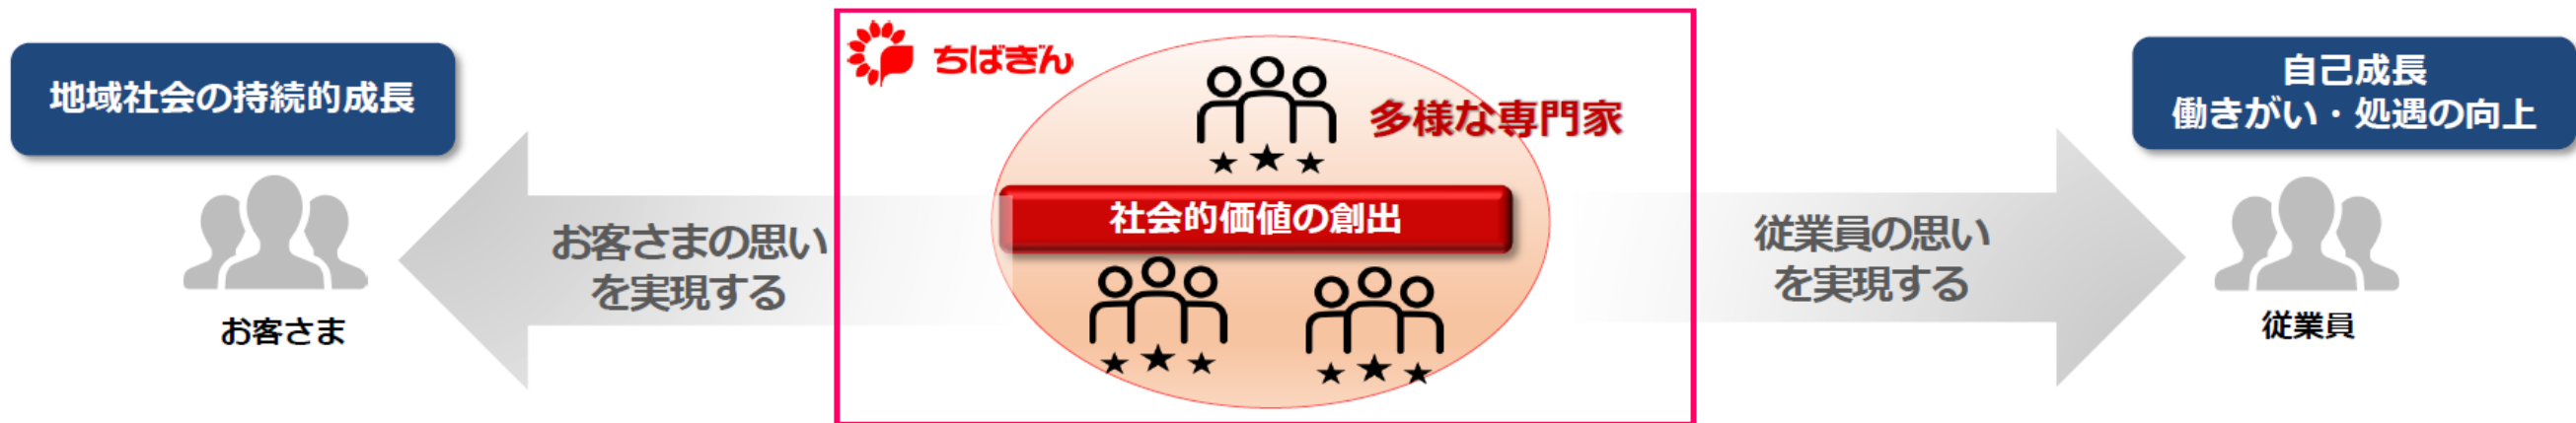 地域社会の持続的成長
お客さまの思い
を実現する
お客さま
ちばぎん
多様な専門家
社会的価値の創出
従業員の思い
を実現する
自己成長
働きがい・処遇の向上
従業員